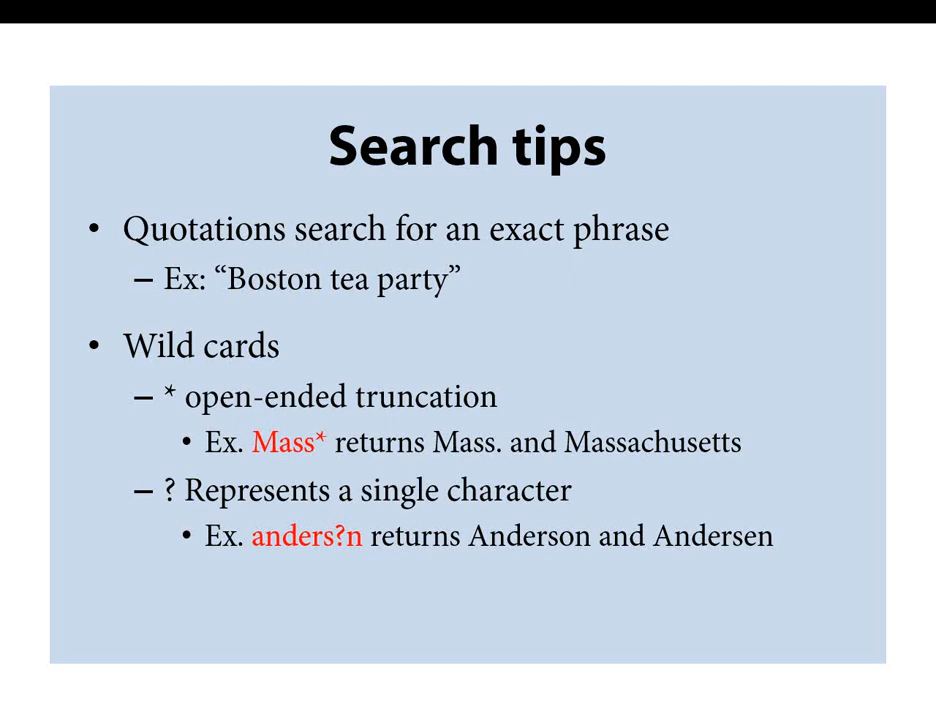 Search tips
• Quotations search for an exact phrase
– Ex: “Boston tea party”
• Wild cards
– * open-ended truncation
• Ex. Mass* returns Mass. and Massachusetts
– ? Represents a single character
• Ex. anders?n returns Anderson and Andersen